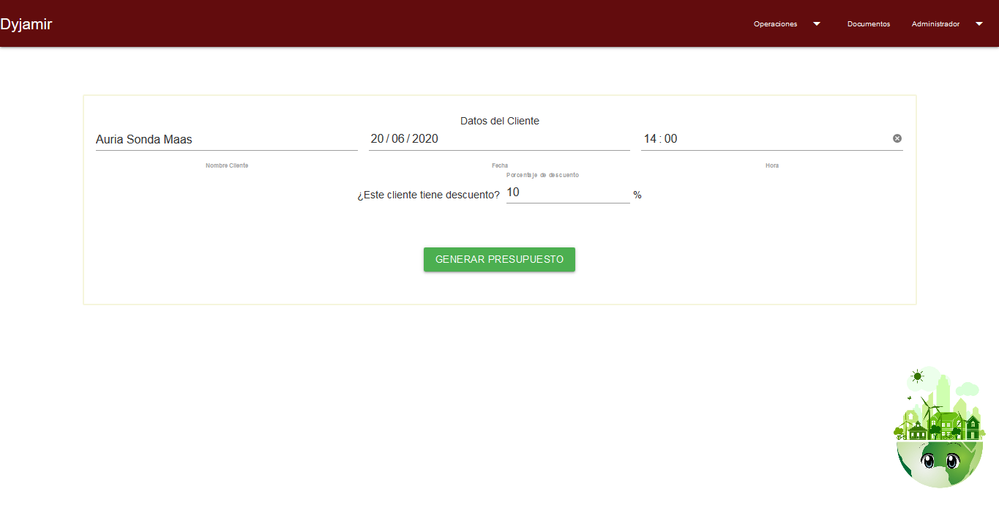 Dyjamir
Operaciones
Documentos
Administrador
Datos del Cliente
Auria Sonda Maas
20/06/2020
14:00
Nombre Cliente
Fecha
Hora
Porcentaje de descuento
¿Este cliente tiene descuento? 10 %
GENERAR PRESUPUESTO